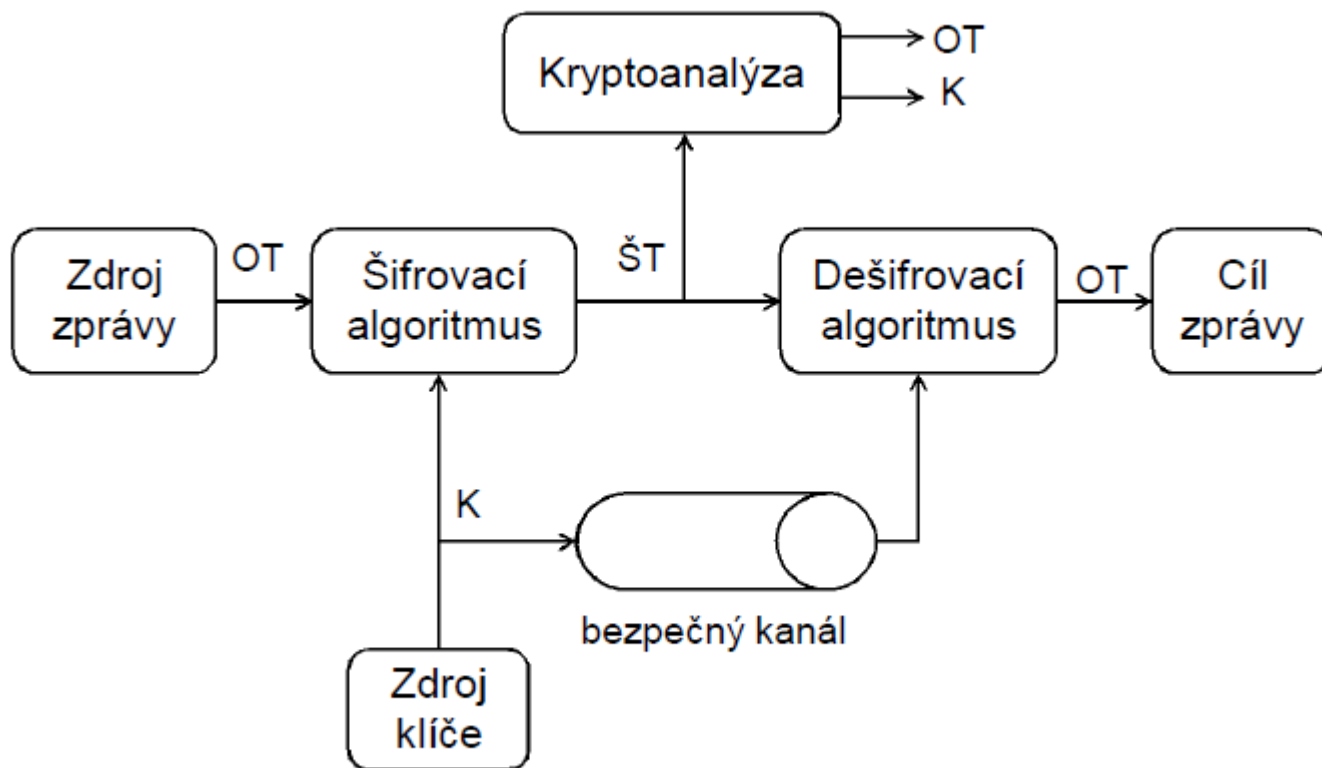 Kryptoanalýza
OT
K
Zdroj
zprávy
OT
Šifrovací
algoritmus
ŠT
Dešifrovací
algoritmus
OT
Cíl
zprávy
K
bezpečný kanál
Zdroj
klíče